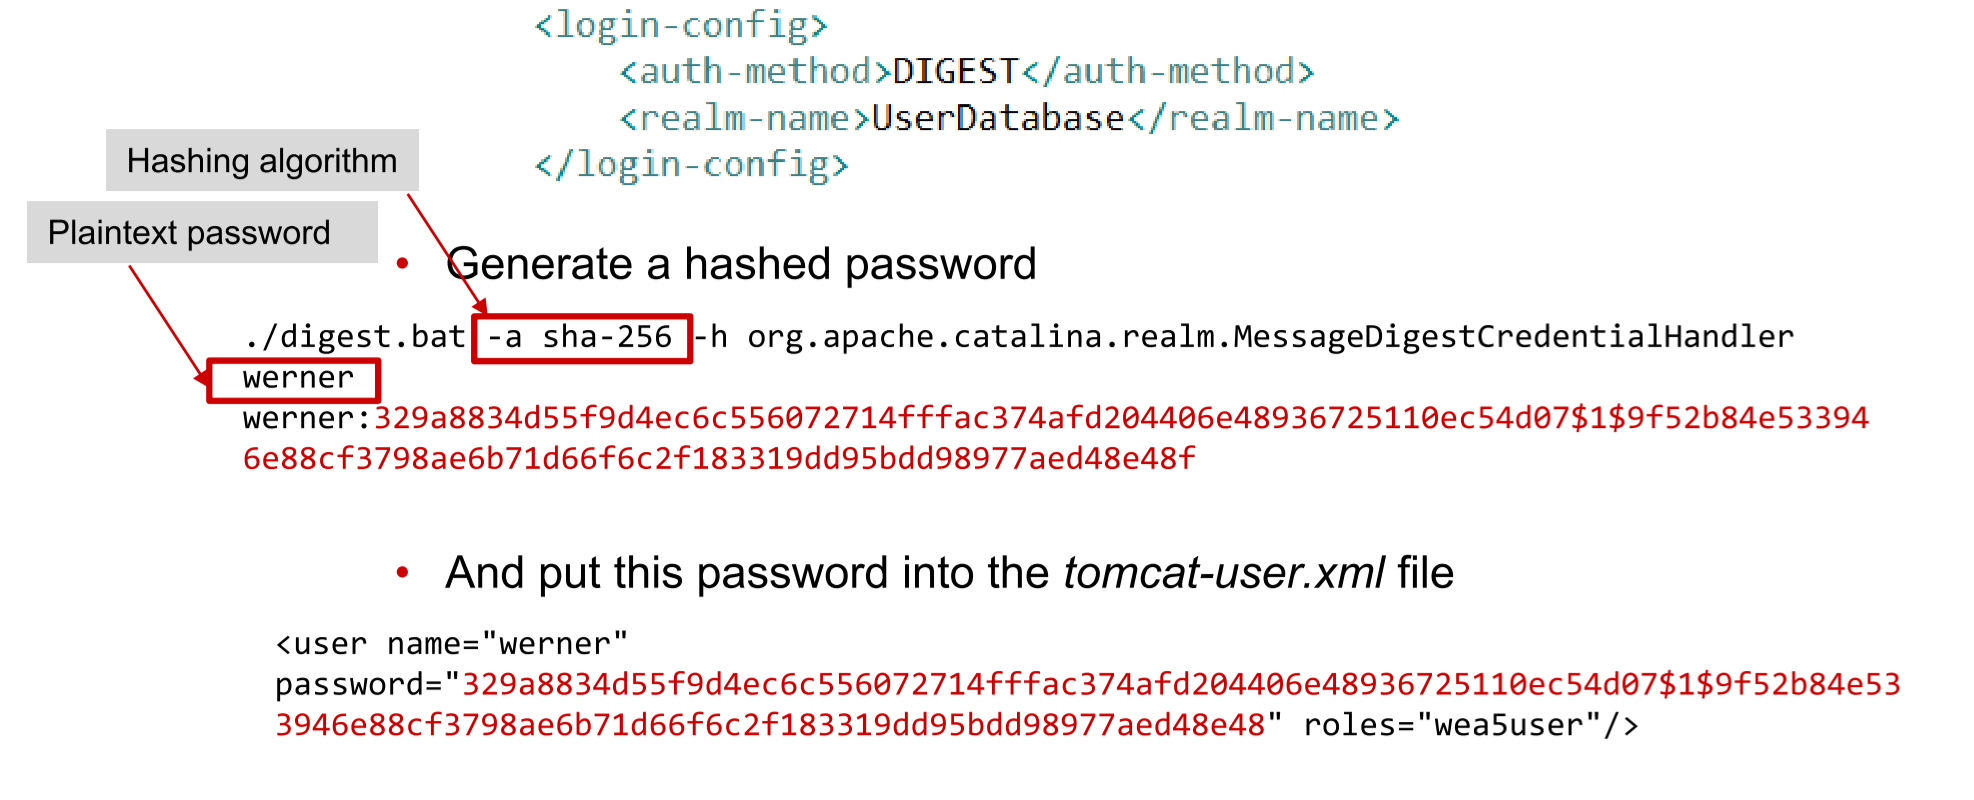 <login-config>
<auth-method>DIGEST</auth-method>
<realm-name>UserDatabase</realm-name>
</login-config>
Hashing algorithm
Plaintext password
• Generate a hashed password
./digest.bat -a sha-256 -h org.apache.catalina.realm.MessageDigestCredentialHandler
werner
werner:329a8834d55f9d4ec6c556072714fffac374afd204406e48936725110ec54d07$1$9f52b84e53394
6e88cf3798ae6b71d66f6c2f183319dd95bdd98977aed48e48f
• And put this password into the tomcat-user.xml file
<user name="werner"
password="329a8834d55f9d4ec6c556072714fffac374afd204406e48936725110ec54d07$1$9f52b84e53
3946e88cf3798ae6b71d66f6c2f183319dd95bdd98977aed48e48" roles="wea5user"/>